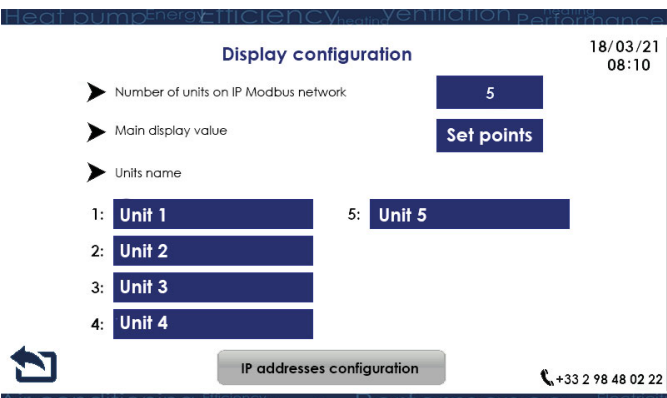 Heat pump Energy Efficiency heating Ventilation heating Performance
Display configuration
18/03/21
08:10
Number of units on IP Modbus network
5
Main display value
Set points
Units name
1: Unit 1
5: Unit 5
2: Unit 2
3: Unit 3
4: Unit 4
IP addresses configuration
+33 2 98 48 02 22